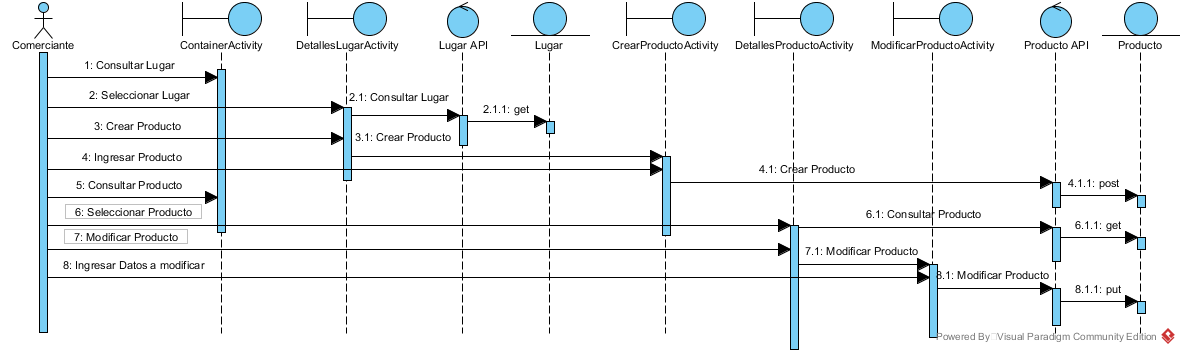 Comerciante
ContainerActivity
DetallesLugarActivity
Lugar API
Lugar
CrearProductoActivity
DetallesProductoActivity
ModificarProductoActivity
Producto API
Producto
1: Consultar Lugar
2: Seleccionar Lugar
2.1: Consultar Lugar
2.1.1: get
3: Crear Producto
3.1: Crear Producto
4: Ingresar Producto
4.1: Crear Producto
4.1.1: post
5: Consultar Producto
6: Seleccionar Producto
6.1: Consultar Producto
6.1.1: get
7: Modificar Producto
7.1: Modificar Producto
8: Ingresar Datos a modificar
8.1: Modificar Producto
8.1.1: put
Powered By Visual Paradigm Community Edition